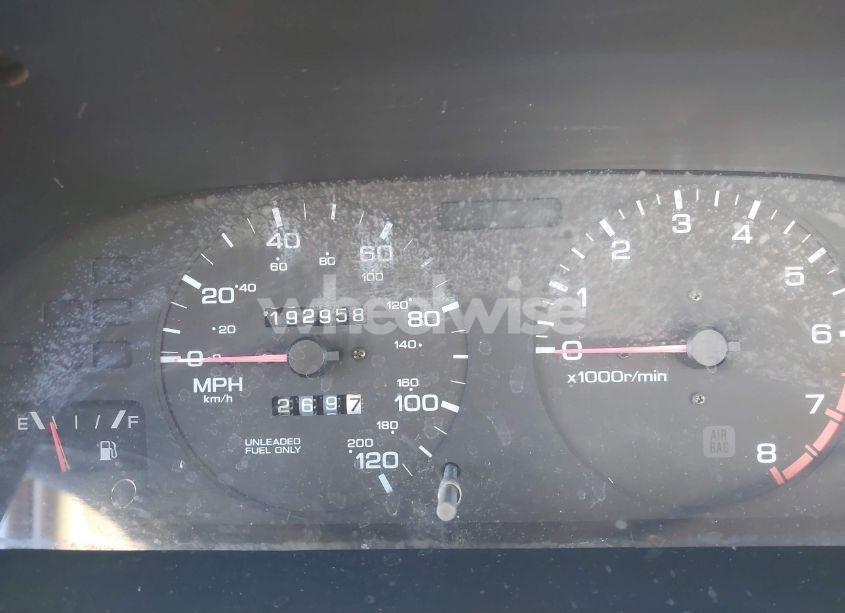 20 40 60 80 100 120
0
MPH
km/h
20 40 60 80 100 120 140 160 180 200
192958
269 7
UNLEADED
FUEL ONLY
E F
0 1 2 3 4 5 6 7 8
x1000r/min
AIR
BAG
wheelwise